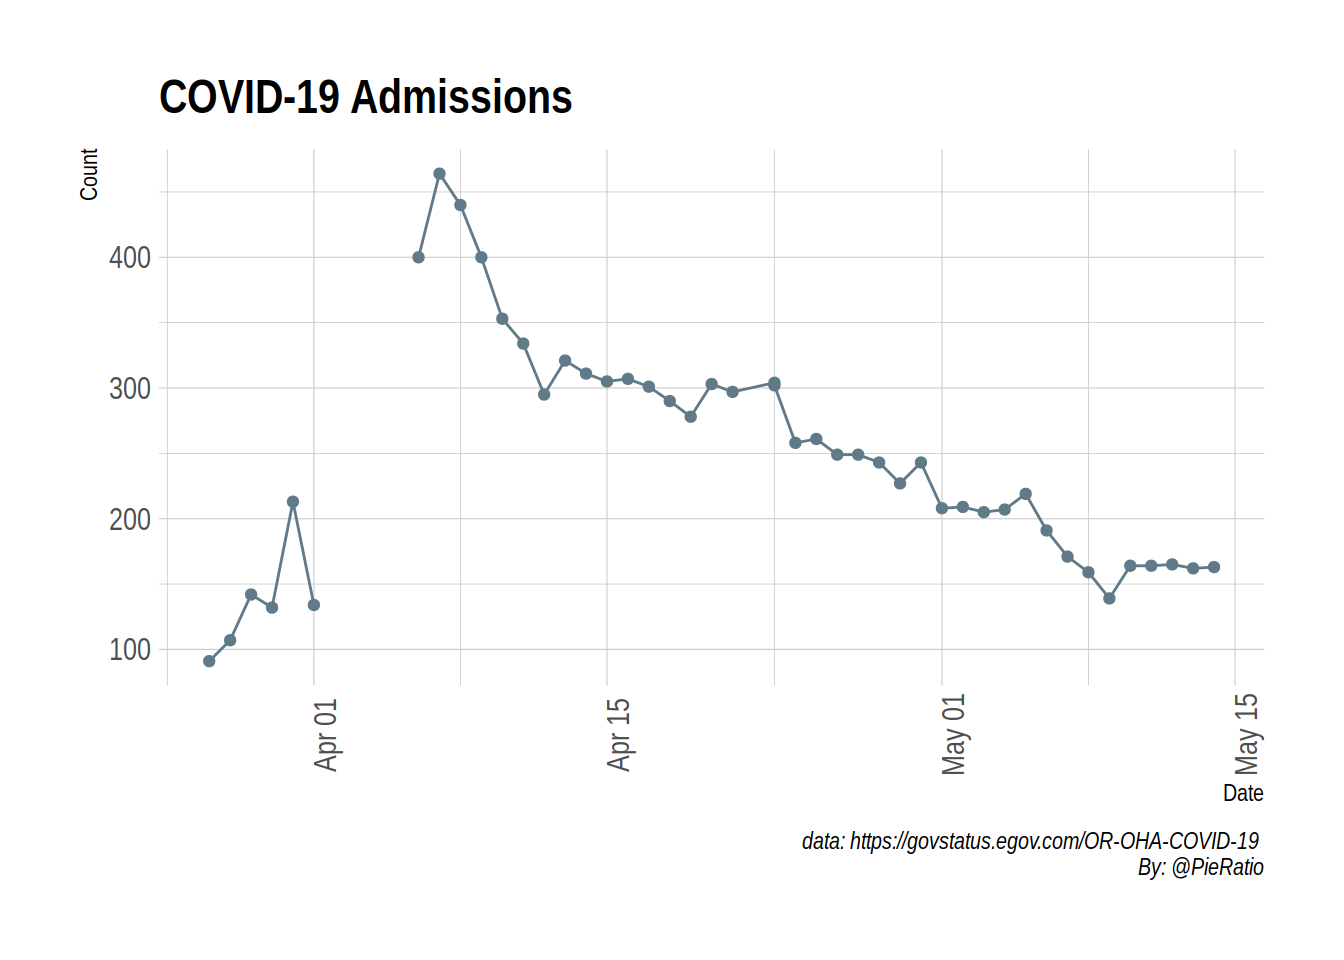 COVID-19 Admissions
Count
400
300
200
100
Apr 01
Apr 15
May 01
May 15
Date
data: https://govstatus.egov.com/OR-OHA-COVID-19
By: @PieRatio